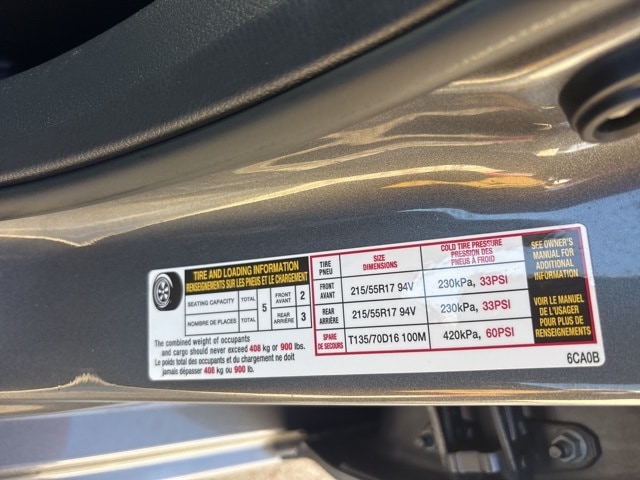 TIRE AND LOADING INFORMATION
RENSEIGNEMENTS SUR LES PNEUS ET LE CHARGEMENT
SEATING CAPACITY TOTAL 5 FRONT AVANT 2
NOMBRE DE PLACES TOTAL REAR ARRIÈRE 3
The combined weight of occupants
and cargo should never exceed 408 kg or 900 lbs.
Le poids total des occupants et du chargement ne doit
jamais dépasser 408 kg ou 900 lb.
TIRE PNEU SIZE DIMENSIONS COLD TIRE PRESSURE PRESSION DES PNEUS À FROID
FRONT AVANT 215/55R17 94V 230kPa, 33PSI
REAR ARRIÈRE 215/55R17 94V 230kPa, 33PSI
SPARE DE SECOURS T135/70D16 100M 420kPa, 60PSI
SEE OWNER'S
MANUAL FOR
ADDITIONAL
INFORMATION
VOIR LE MANUEL
DE L'USAGER
POUR PLUS DE
RENSEIGNEMENTS
6CA0B